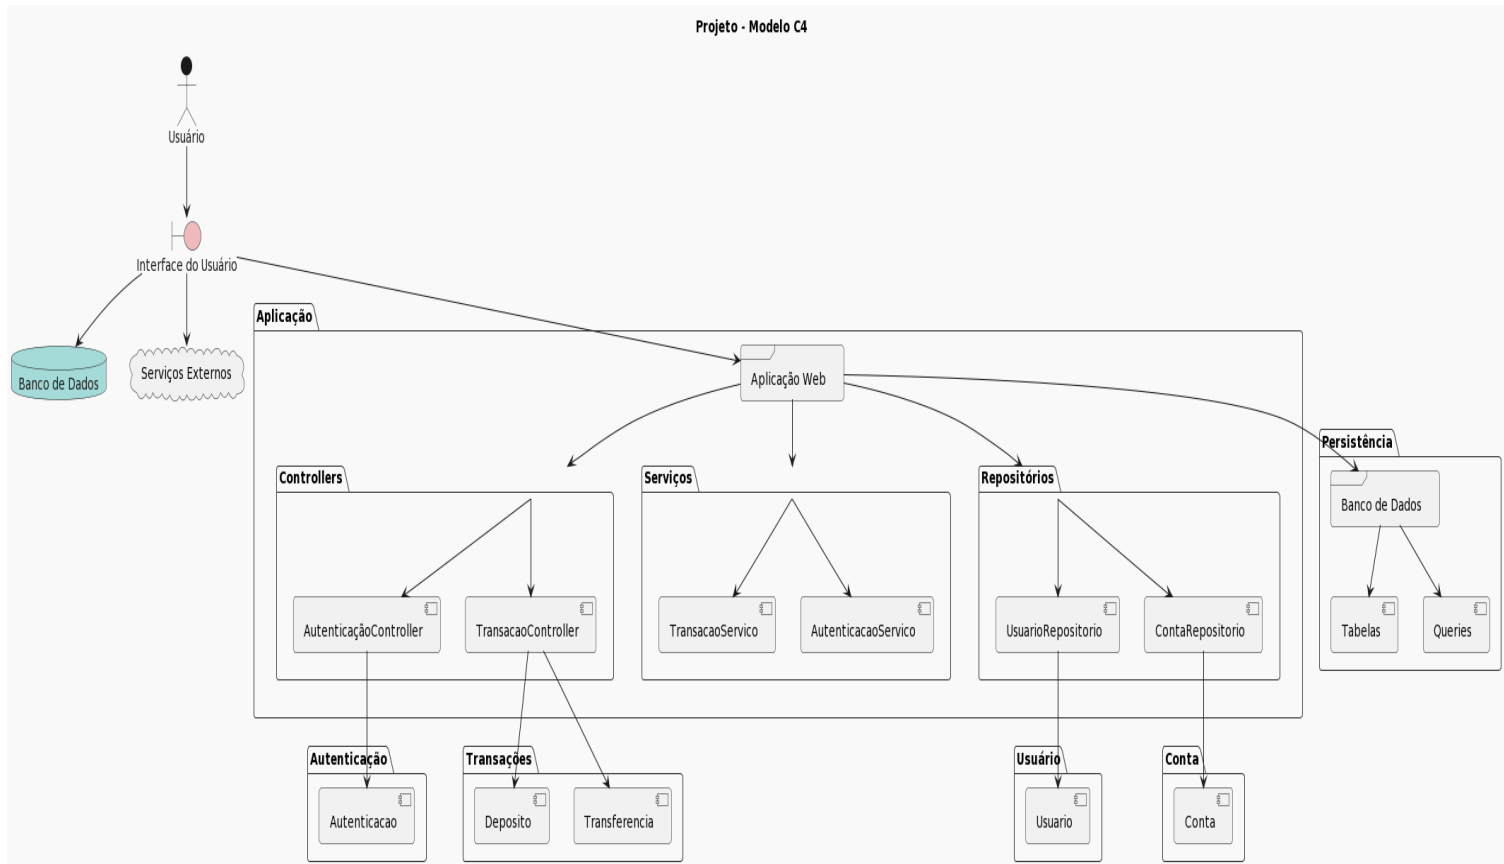 Projeto - Modelo C4
Usuário
Interface do Usuário
Banco de Dados
Serviços Externos
Aplicação
Aplicação Web
Persistência
Controllers
Serviços
Repositórios
Banco de Dados
AutenticaçãoController
TransacaoController
TransacaoServico
AutenticacaoServico
UsuarioRepositorio
ContaRepositorio
Tabelas
Queries
Autenticação
Transações
Usuário
Conta
Autenticacao
Deposito
Transferencia
Usuario
Conta